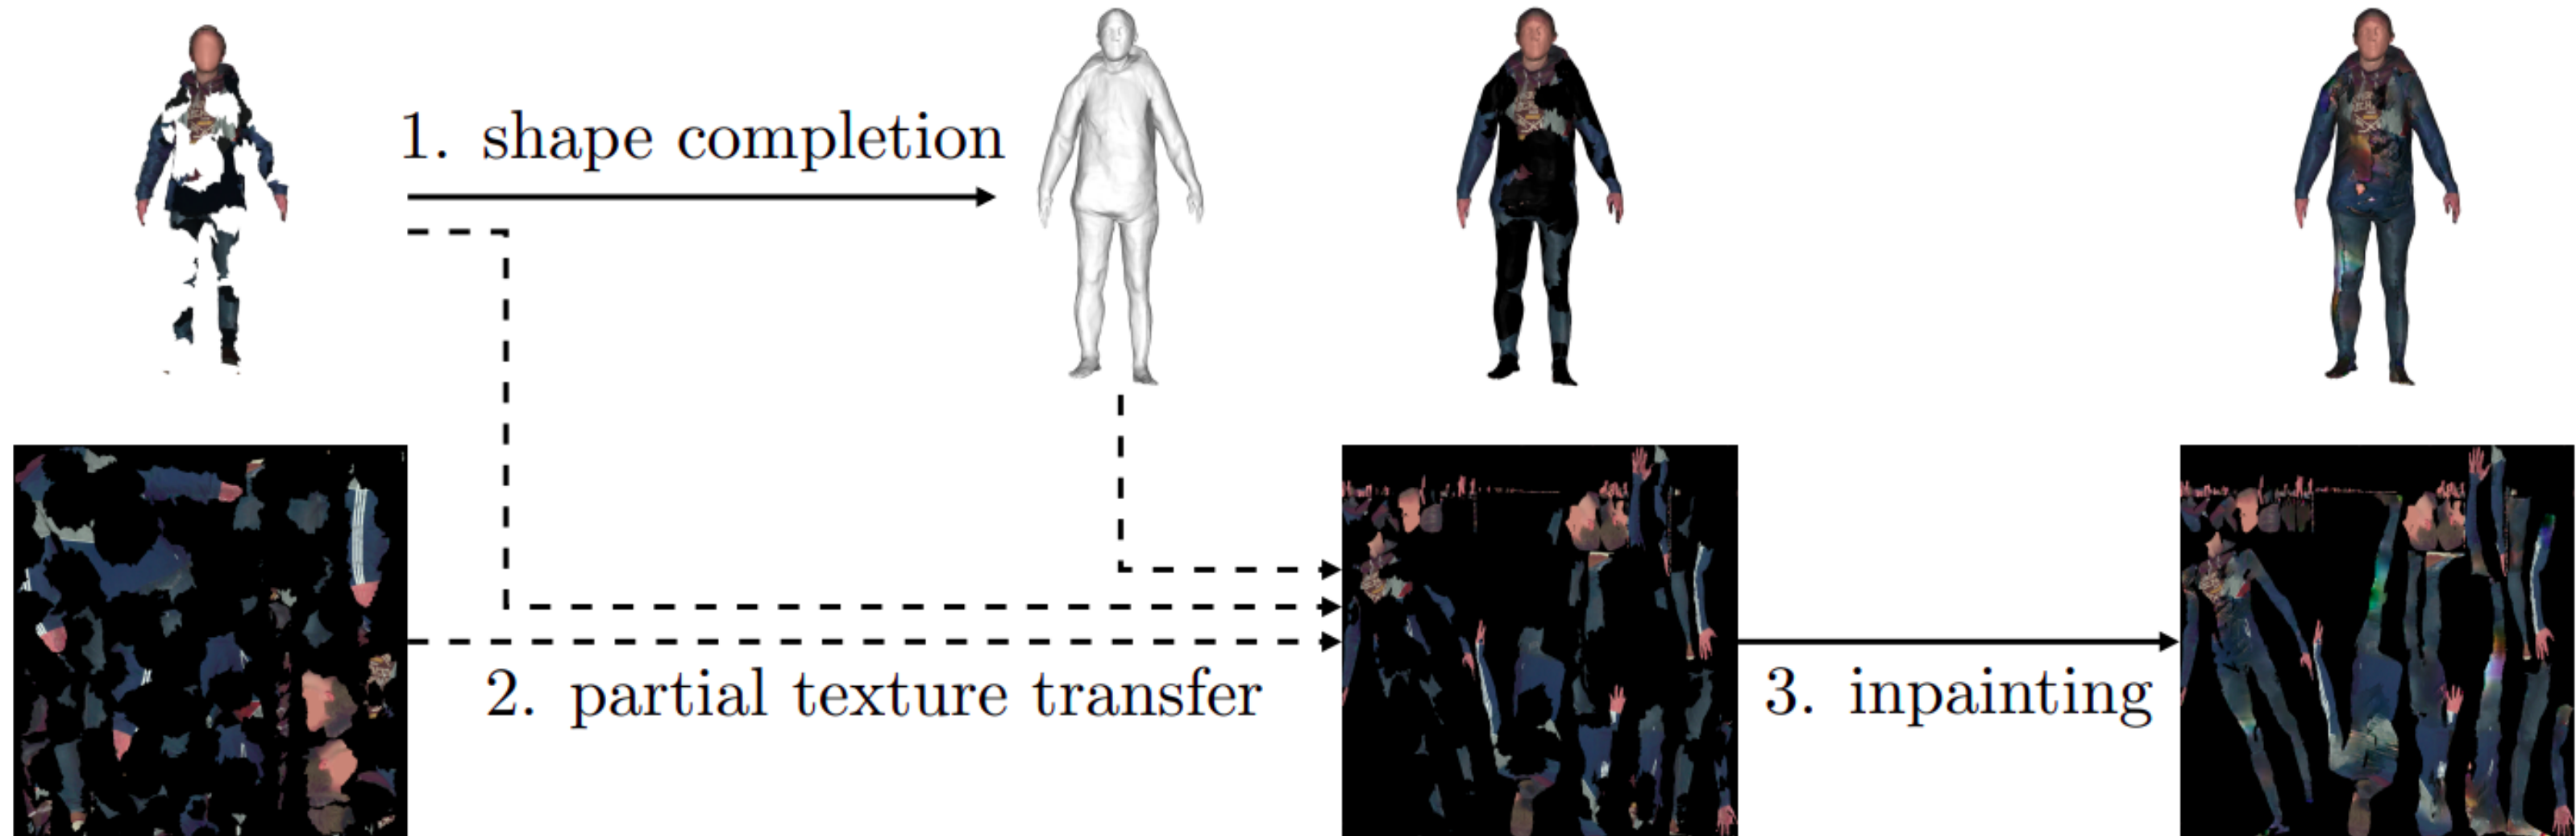 1. shape completion
2. partial texture transfer
3. inpainting